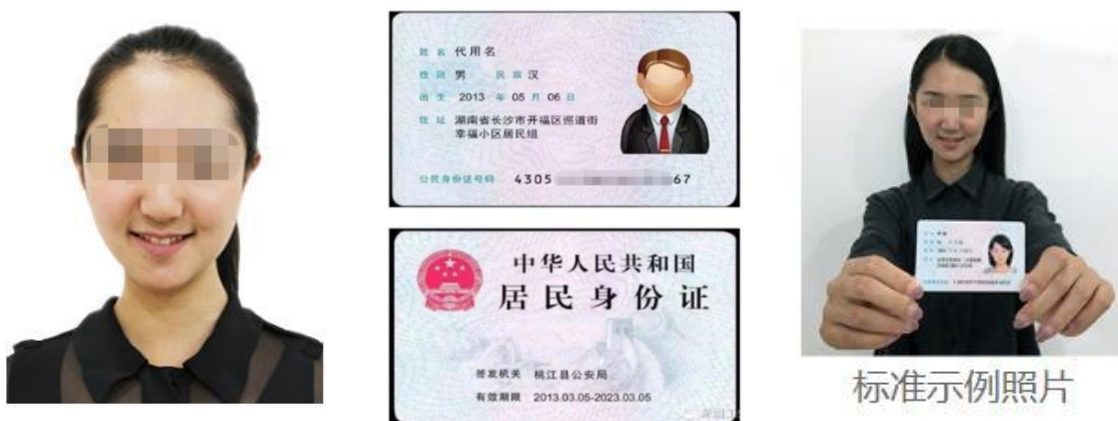 姓 名 代用名
性 别 男 民 族 汉
出 生 2013 年 05 月 06 日
住 址 湖南省长沙市开福区巡道街
幸福小区居民组
公民身份证号码 4305 67
中华人民共和国
居民身份证
签发机关 桃江县公安局
有效期限 2013.03.05-2023.03.05
标准示例照片